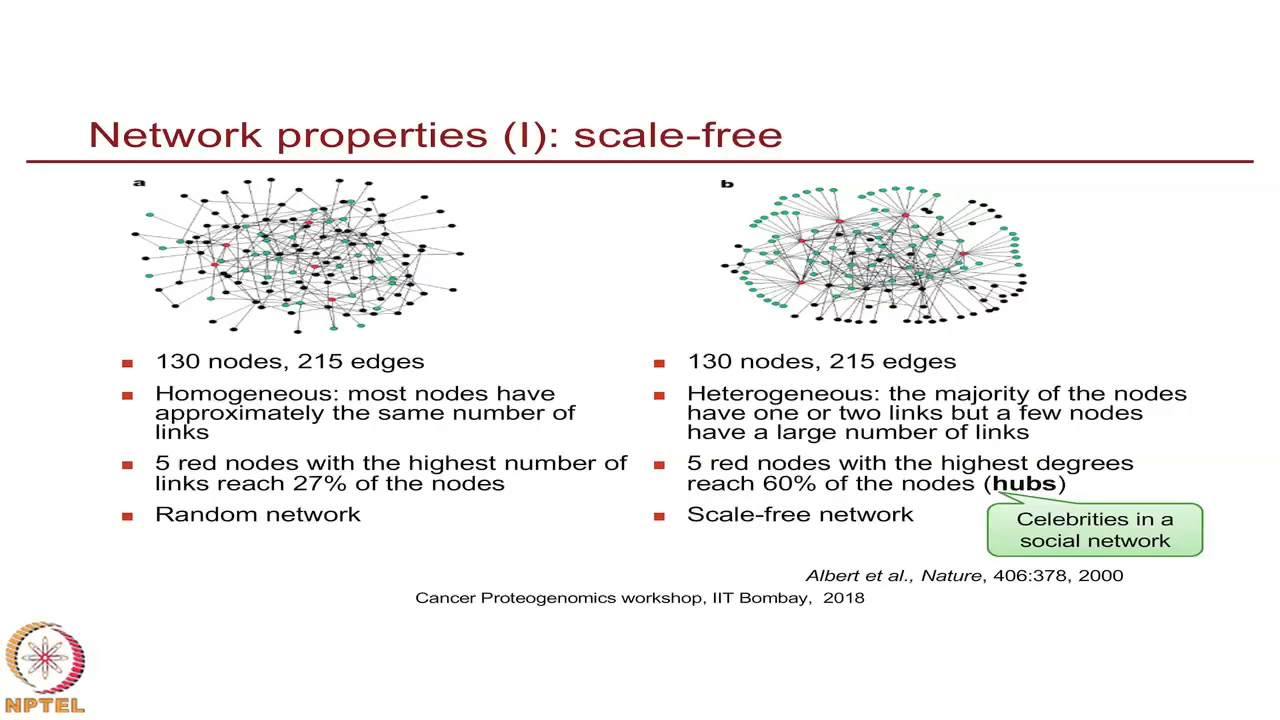 Network properties (I): scale-free
a
b
130 nodes, 215 edges
Homogeneous: most nodes have
approximately the same number of
links
5 red nodes with the highest number of
links reach 27% of the nodes
Random network
130 nodes, 215 edges
Heterogeneous: the majority of the nodes
have one or two links but a few nodes
have a large number of links
5 red nodes with the highest degrees
reach 60% of the nodes (hubs)
Scale-free network
Celebrities in a
social network
Albert et al., Nature, 406:378, 2000
Cancer Proteogenomics workshop, IIT Bombay, 2018
NPTEL